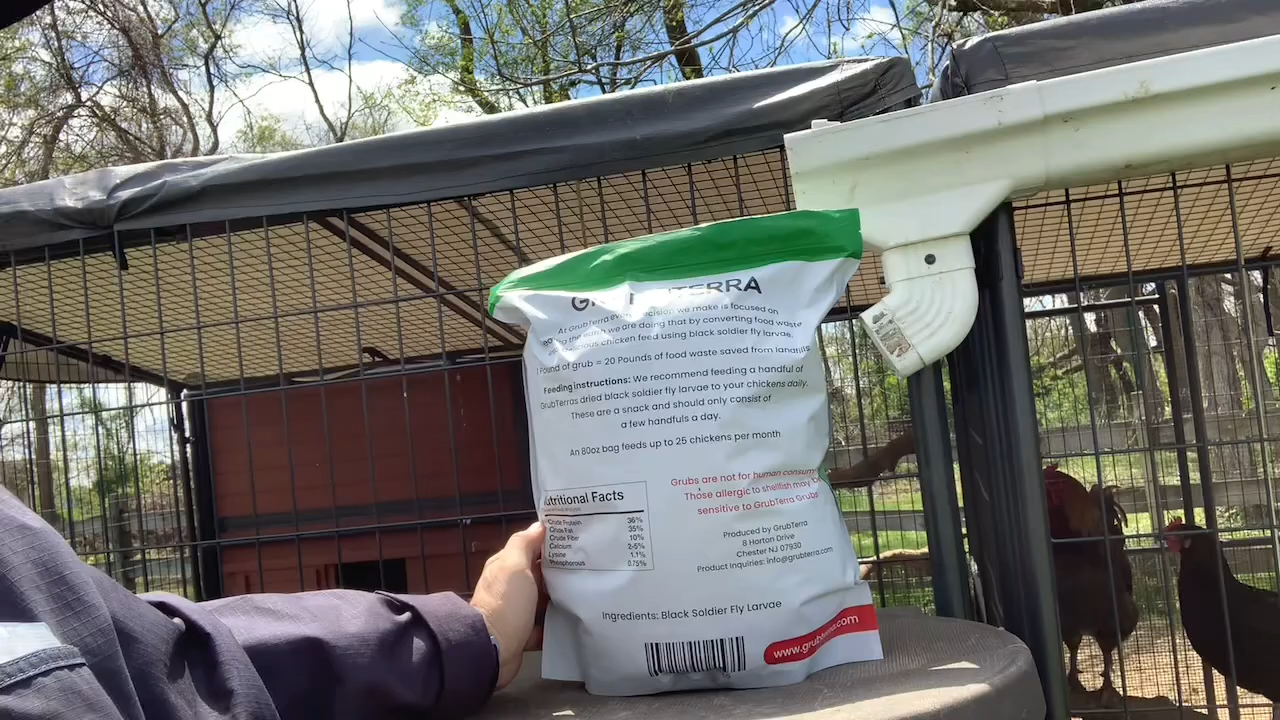 At GrubTerra every decision we make is focused on
the earth we are doing that by converting food waste
chicken feed using black soldier fly larvae.
1 Pound of grub = 20 Pounds of food waste saved from landfills
Feeding instructions: We recommend feeding a handful of
GrubTerras dried black soldier fly larvae to your chickens daily.
These are a snack and should only consist of
a few handfuls a day.
An 80oz bag feeds up to 25 chickens per month
Grubs are not for human consum
Those allergic to shellfish may b
sensitive to GrubTerra Grubs
utritional Facts
Crude Protein 36%
Crude Fat 35%
Crude Fiber 10%
Calcium 2-5%
Lysine 1.1%
Phosphorous 0.75%
Produced by GrubTerra
8 Horton Drive
Chester NJ 07930
Product Inquiries: info@grubterra.com
Ingredients: Black Soldier Fly Larvae
www.grubterra.com